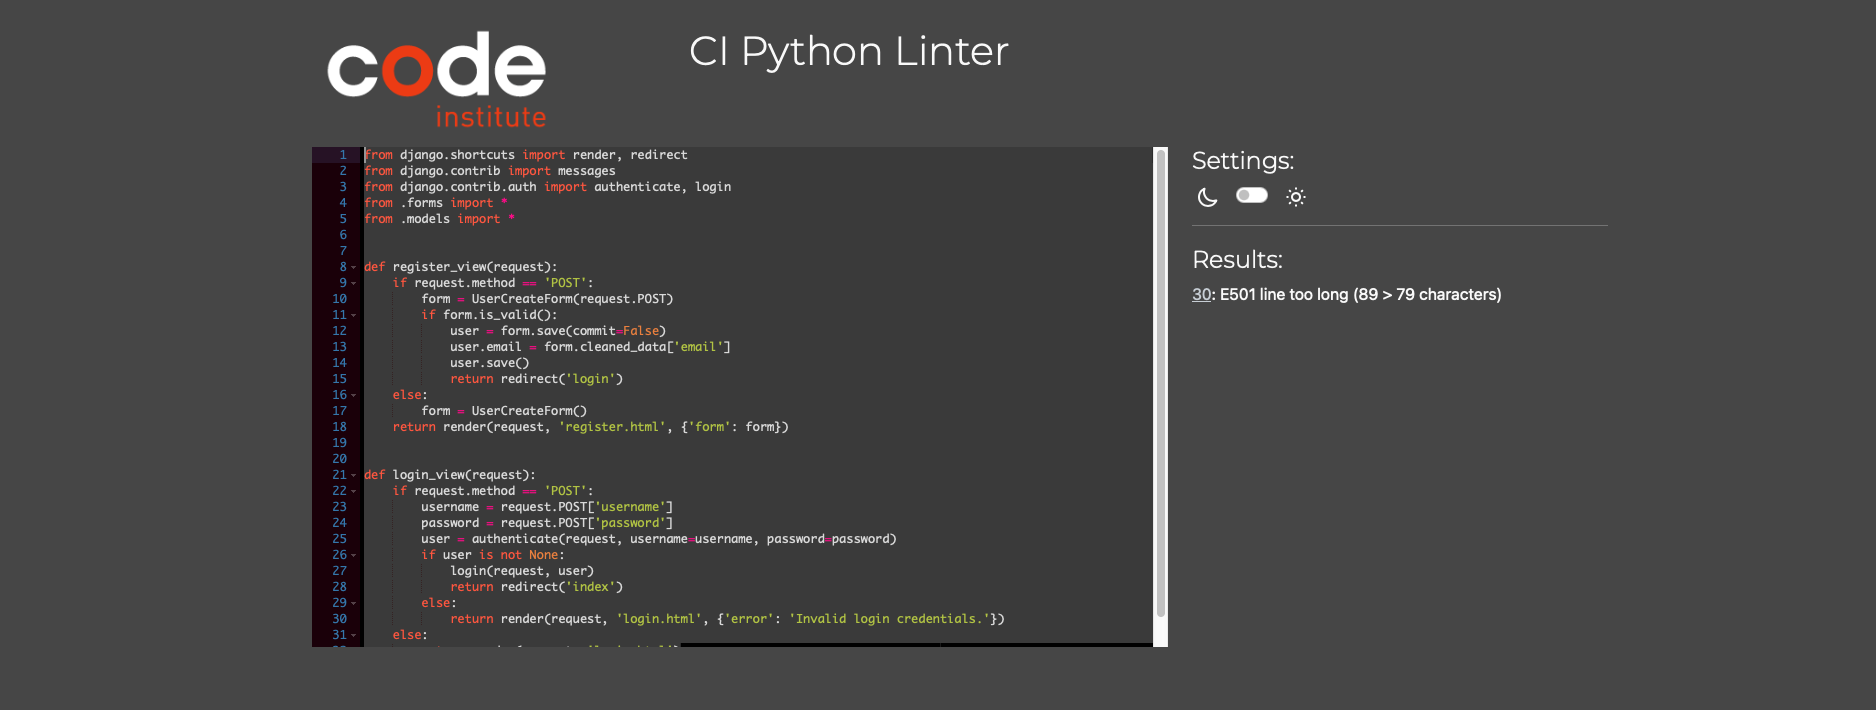 code
institute
CI Python Linter
1 from django.shortcuts import render, redirect
2 from django.contrib import messages
3 from django.contrib.auth import authenticate, login
4 from .forms import *
5 from .models import *
6
7
8 def register_view(request):
9 if request.method == 'POST':
10 form = UserCreateForm(request.POST)
11 if form.is_valid():
12 user = form.save(commit=False)
13 user.email = form.cleaned_data['email']
14 user.save()
15 return redirect('login')
16 else:
17 form = UserCreateForm()
18 return render(request, 'register.html', {'form': form})
19
20
21 def login_view(request):
22 if request.method == 'POST':
23 username = request.POST['username']
24 password = request.POST['password']
25 user = authenticate(request, username=username, password=password)
26 if user is not None:
27 login(request, user)
28 return redirect('index')
29 else:
30 return render(request, 'login.html', {'error': 'Invalid login credentials.'})
31 else:
Settings:
Results:
30: E501 line too long (89 > 79 characters)